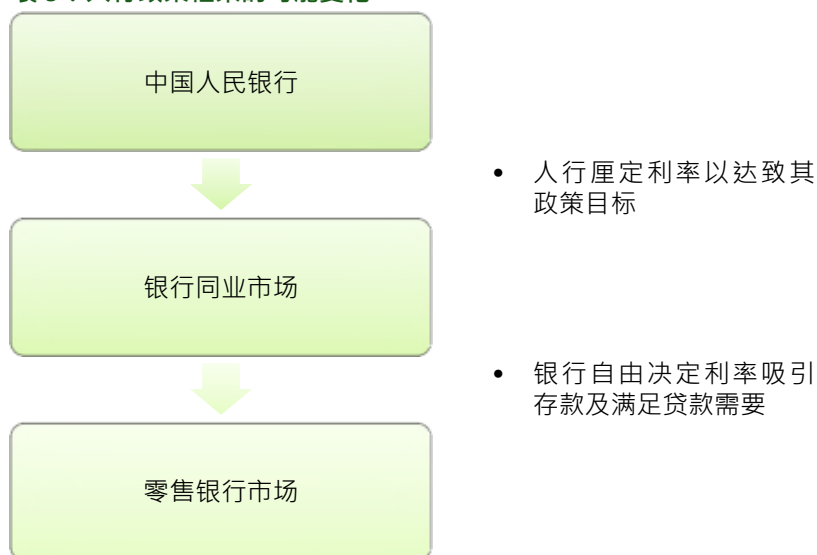 中国人民银行
• 人行厘定利率以达致其
政策目标
银行同业市场
• 银行自由决定利率吸引
存款及满足贷款需要
零售银行市场